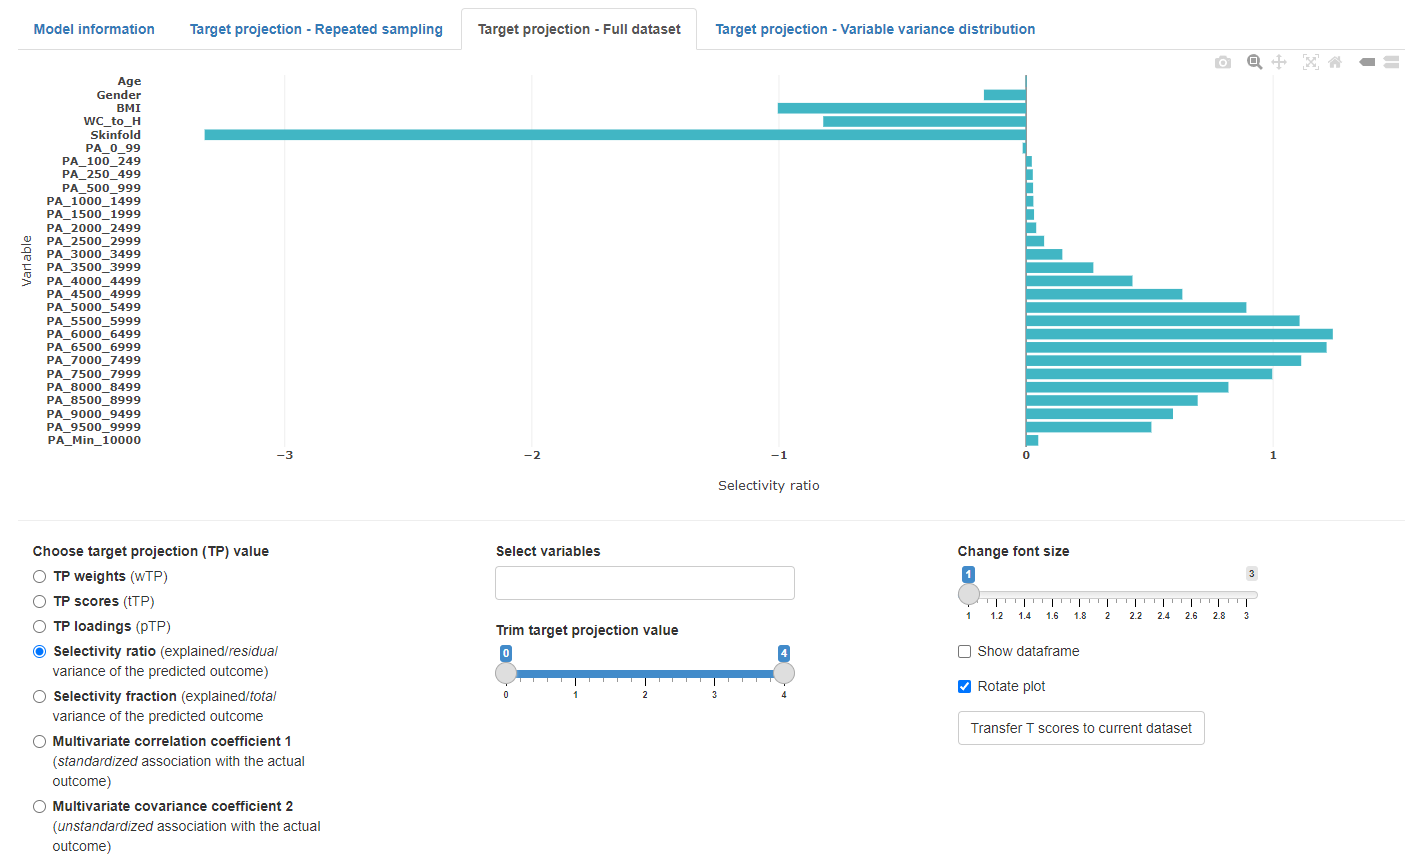 Model information
Target projection - Repeated sampling
Target projection - Full dataset
Target projection - Variable variance distribution
Variable
Age
Gender
BMI
WC_to_H
Skinfold
PA_0_99
PA_100_249
PA_250_499
PA_500_999
PA_1000_1499
PA_1500_1999
PA_2000_2499
PA_2500_2999
PA_3000_3499
PA_3500_3999
PA_4000_4499
PA_4500_4999
PA_5000_5499
PA_5500_5999
PA_6000_6499
PA_6500_6999
PA_7000_7499
PA_7500_7999
PA_8000_8499
PA_8500_8999
PA_9000_9499
PA_9500_9999
PA_Min_10000
−3 −2 −1 0 1
Selectivity ratio
Choose target projection (TP) value
TP weights (wTP)
TP scores (tTP)
TP loadings (pTP)
Selectivity ratio (explained/residual
variance of the predicted outcome)
Selectivity fraction (explained/total
variance of the predicted outcome
Multivariate correlation coefficient 1
(standardized association with the actual
outcome)
Multivariate covariance coefficient 2
(unstandardized association with the actual
outcome)
Select variables
Trim target projection value
0 4
0 1 2 3 4
Change font size
1 3
1 1.2 1.4 1.6 1.8 2 2.2 2.4 2.6 2.8 3
Show dataframe
Rotate plot
Transfer T scores to current dataset